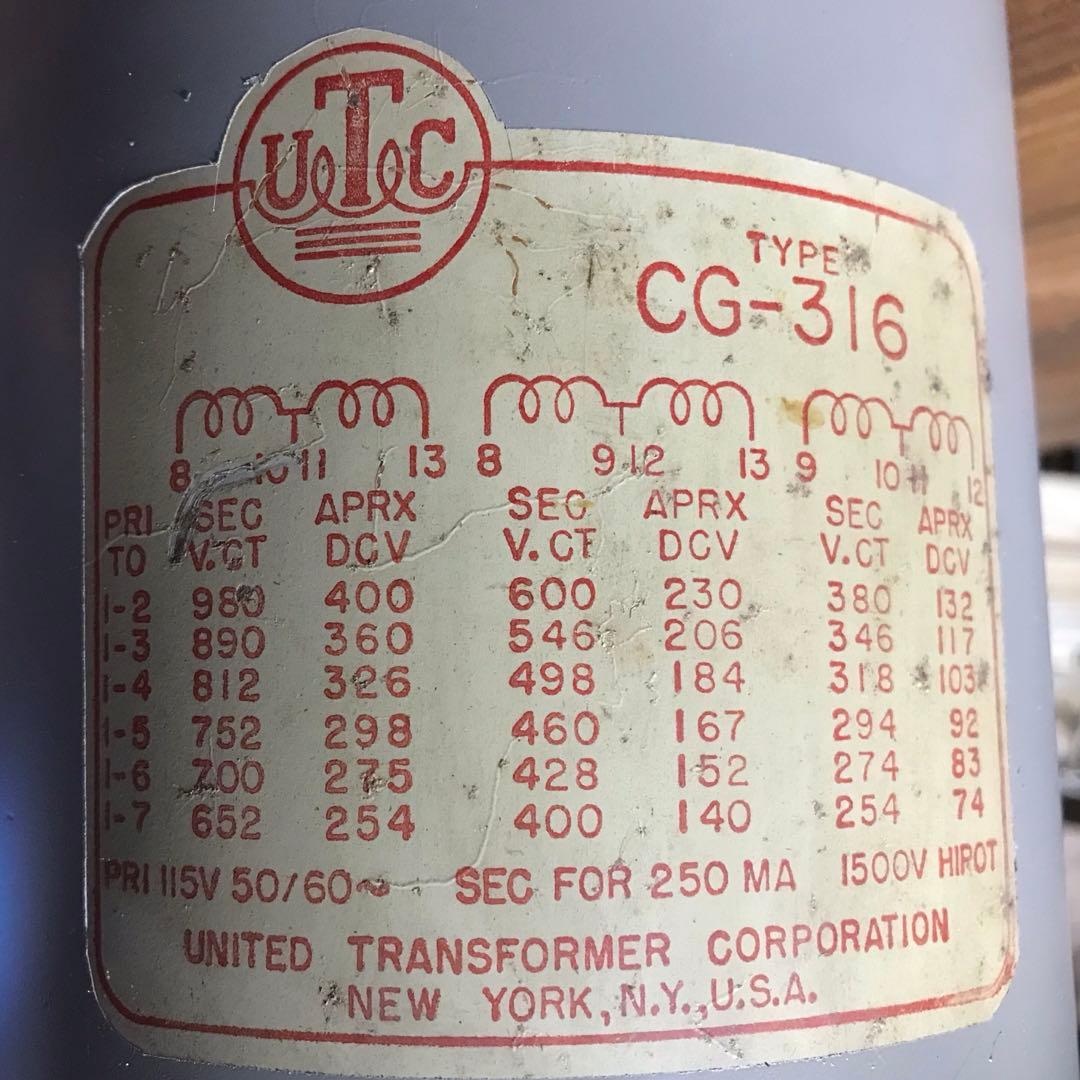 UTC
TYPE
CG-316
8 10 11 13 8 9 12 13 9 10 11 12
PRI SEC APRX SEC APRX SEC APRX
TO V.CT DCV V.CT DCV V.CT DCV
1-2 980 400 600 230 380 132
1-3 890 360 546 206 346 117
1-4 812 326 498 184 318 103
1-5 752 298 460 167 294 92
1-6 700 275 428 152 274 83
1-7 652 254 400 140 254 74
PRI 115V 50/60~ SEC FOR 250 MA 1500V HIPOT
UNITED TRANSFORMER CORPORATION
NEW YORK, N.Y., U.S.A.